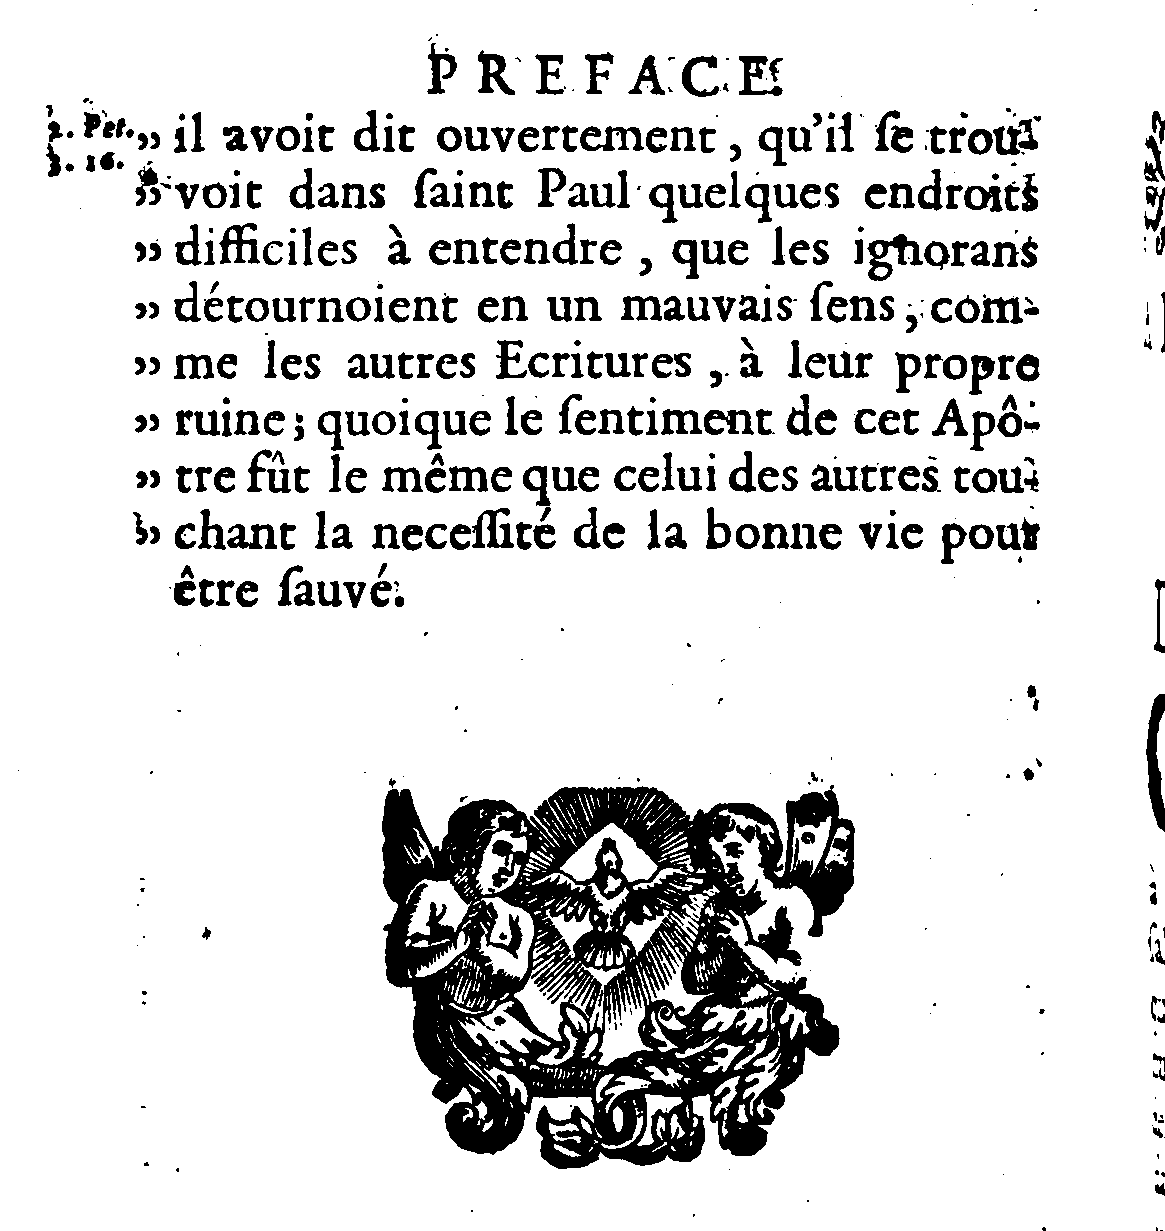 PREFACE.
2. Pet. „ il avoit dit ouvertement, qu'il ſe trou-
3. 16. „ voit dans ſaint Paul quelques endroits
„ difficiles à entendre, que les ignorans
„ détournoient en un mauvais ſens, com-
„ me les autres Ecritures, à leur propre
„ ruine; quoique le ſentiment de cet Apô-
„ tre fût le même que celui des autres tou-
„ chant la neceſſité de la bonne vie pour
être ſauvé.